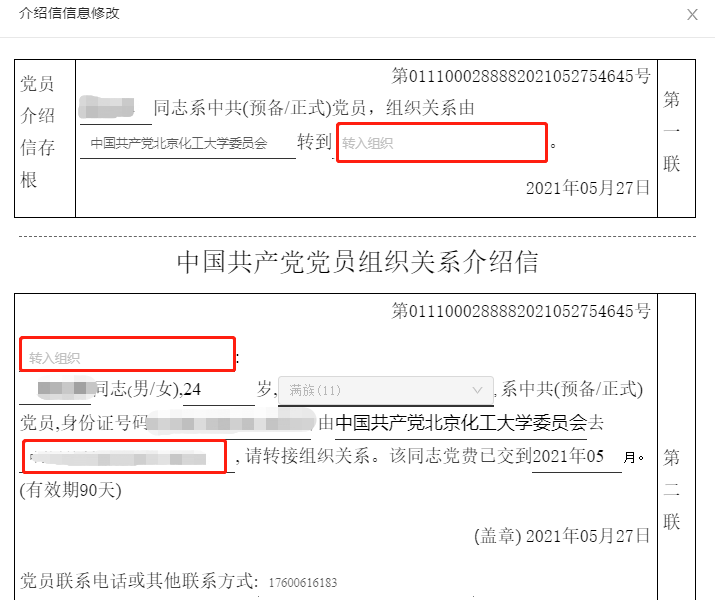 介绍信信息修改
第0111000288882021052754645号
党员介绍信存根
同志系中共(预备/正式)党员，组织关系由
中国共产党北京化工大学委员会 转到 转入组织 。
2021年05月27日
第一联
中国共产党党员组织关系介绍信
第0111000288882021052754645号
转入组织 :
同志(男/女),24 岁, 满族(11) ,系中共(预备/正式)
党员,身份证号码 由中国共产党北京化工大学委员会去
, 请转接组织关系。该同志党费已交到2021年05 月。
(有效期90天)
第二联
(盖章) 2021年05月27日
党员联系电话或其他联系方式: 17600616183